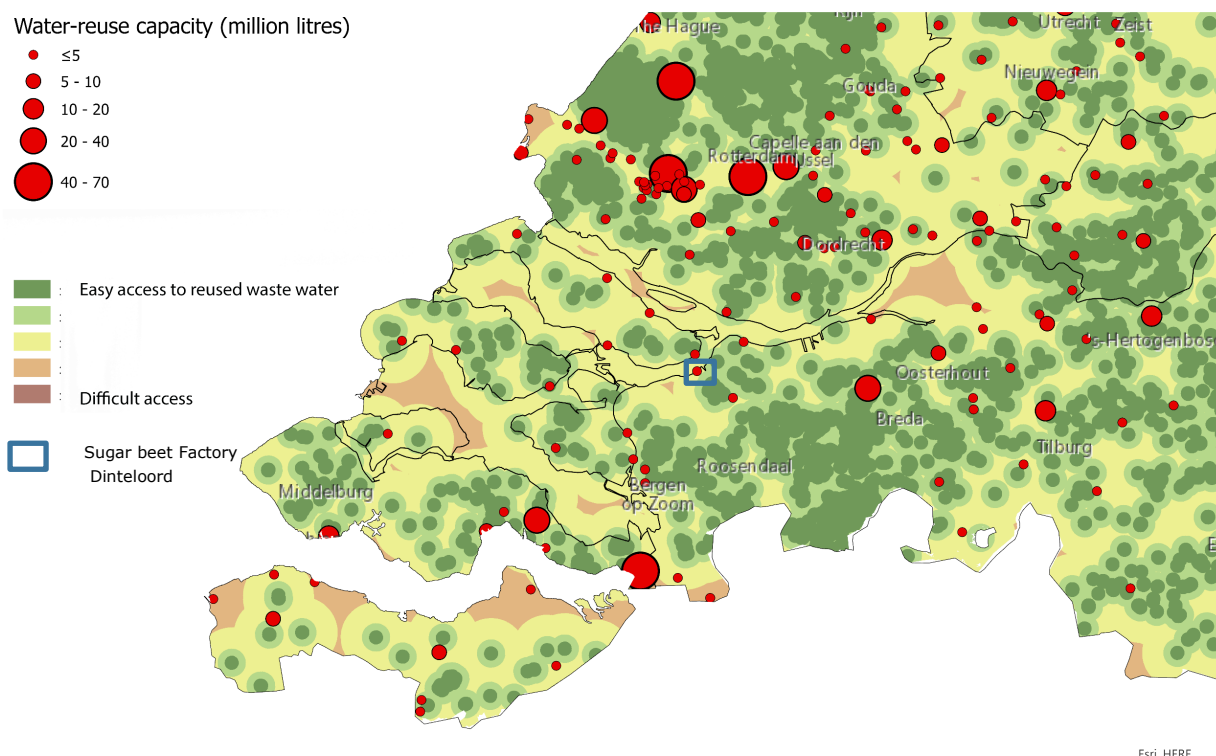 Water-reuse capacity (million litres)
≤5
5 - 10
10 - 20
20 - 40
40 - 70
: Easy access to reused waste water
:
:
:
: Difficult access
Sugar beet Factory
Dinteloord
The Hague
Rijn
Utrecht
Zeist
Nieuwegein
Gouda
Capelle aan den
IJssel
Rotterdam
Dordrecht
's-Hertogenbosc
Oosterhout
Breda
Tilburg
Roosendaal
Bergen
op Zoom
Middelburg
E
Esri, HERE